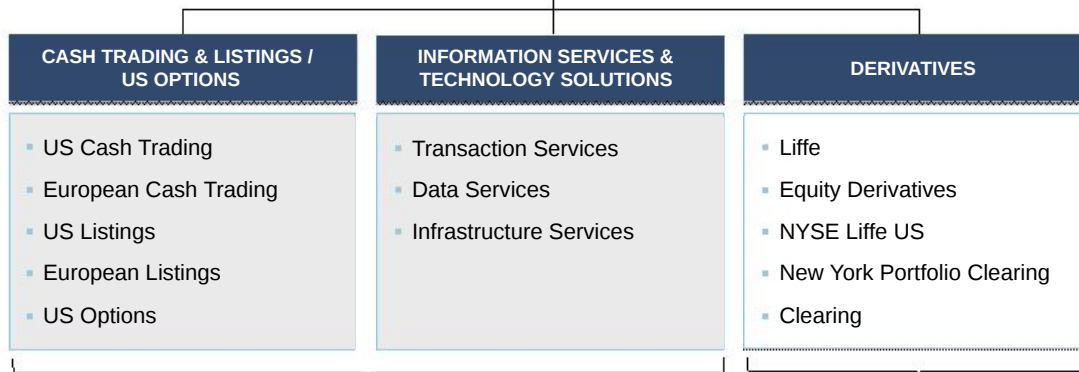 CASH TRADING & LISTINGS /
US OPTIONS
US Cash Trading
European Cash Trading
US Listings
European Listings
US Options
INFORMATION SERVICES &
TECHNOLOGY SOLUTIONS
Transaction Services
Data Services
Infrastructure Services
DERIVATIVES
Liffe
Equity Derivatives
NYSE Liffe US
New York Portfolio Clearing
Clearing